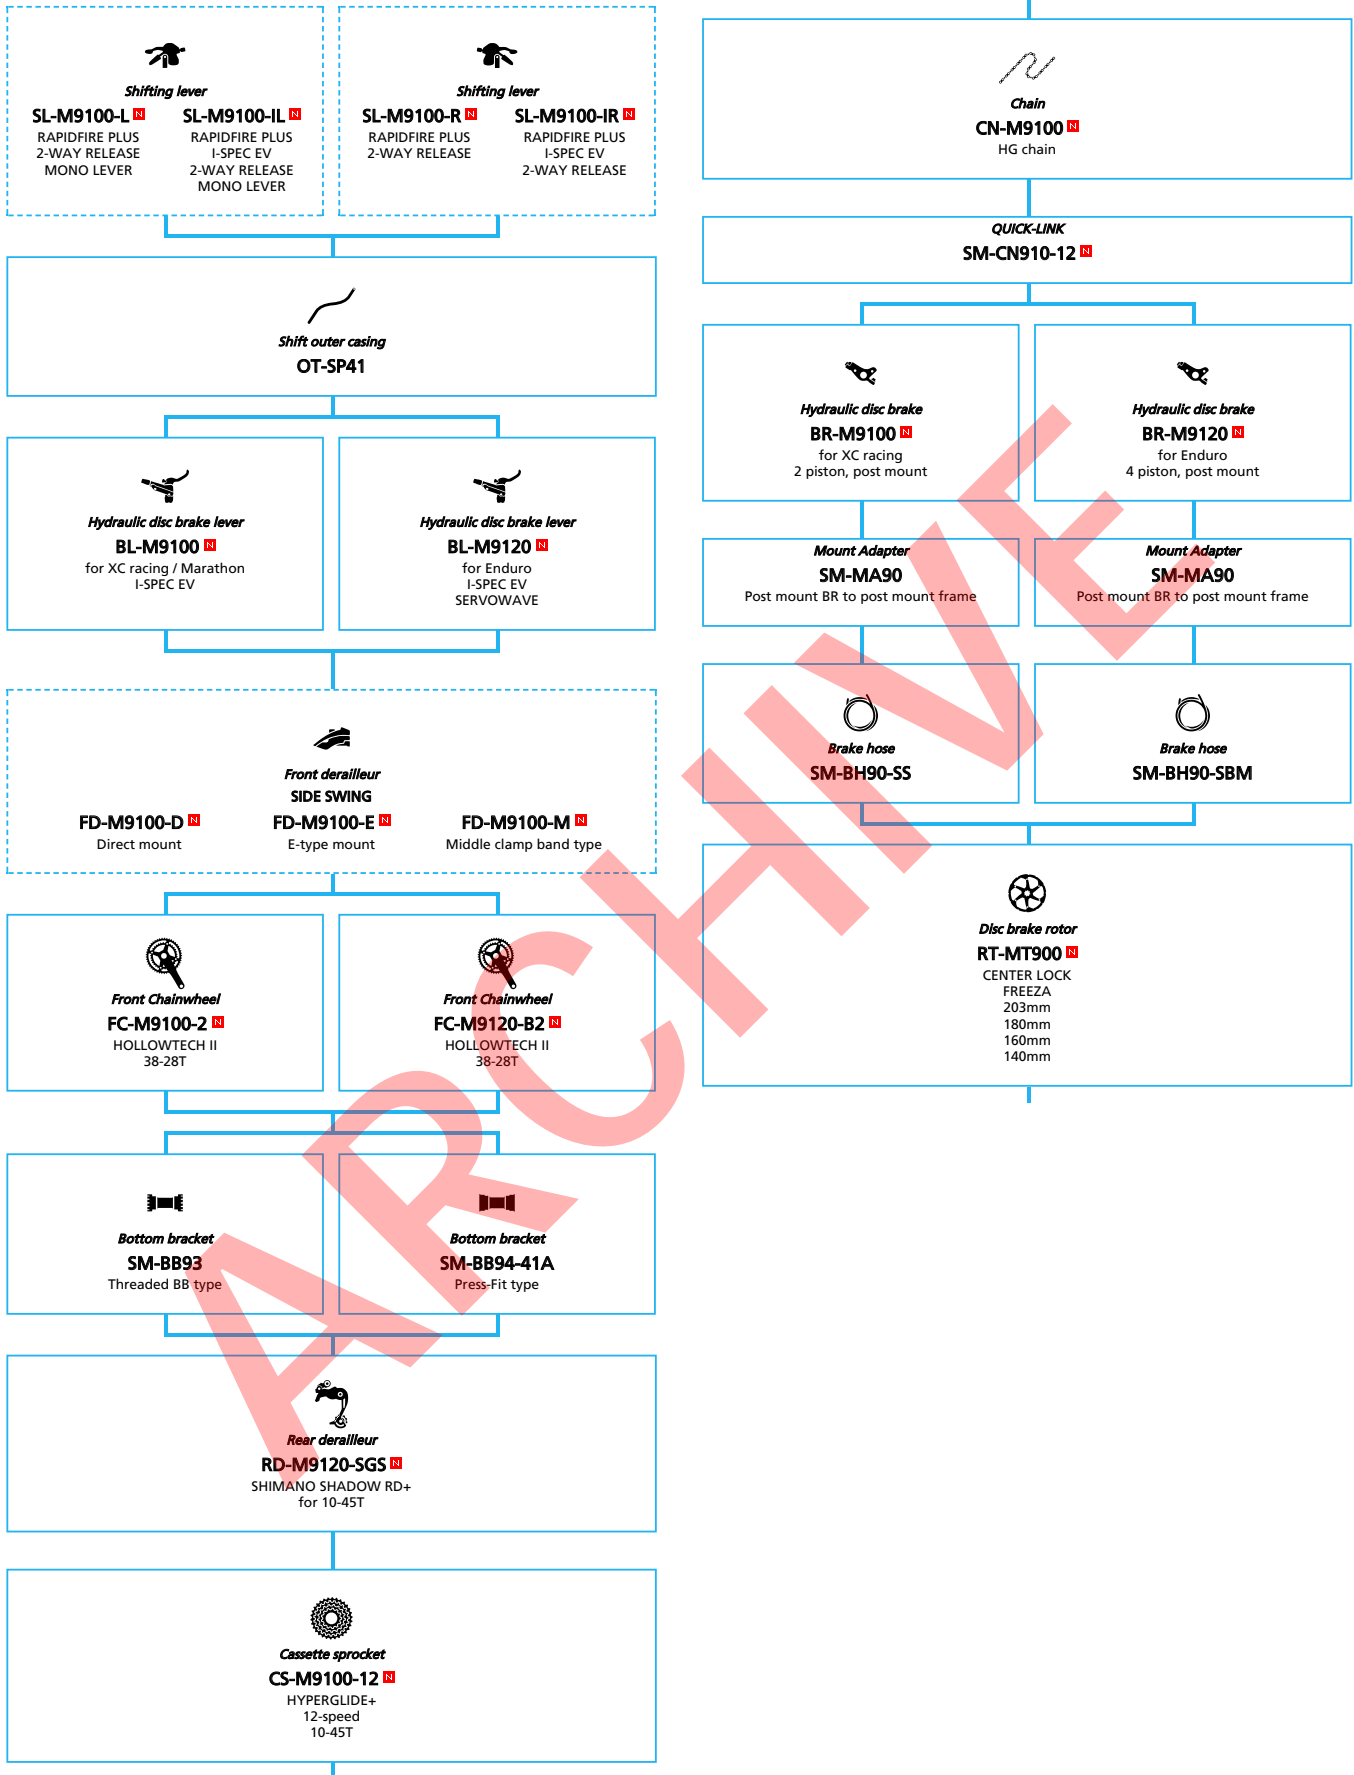 Shifting lever
SL-M9100-L N
RAPIDFIRE PLUS
2-WAY RELEASE
MONO LEVER
SL-M9100-IL N
RAPIDFIRE PLUS
I-SPEC EV
2-WAY RELEASE
MONO LEVER
Shifting lever
SL-M9100-R N
RAPIDFIRE PLUS
2-WAY RELEASE
SL-M9100-IR N
RAPIDFIRE PLUS
I-SPEC EV
2-WAY RELEASE
Shift outer casing
OT-SP41
Hydraulic disc brake lever
BL-M9100 N
for XC racing / Marathon
I-SPEC EV
Hydraulic disc brake lever
BL-M9120 N
for Enduro
I-SPEC EV
SERVOWAVE
Front derailleur
SIDE SWING
FD-M9100-D N
Direct mount
FD-M9100-E N
E-type mount
FD-M9100-M N
Middle clamp band type
Front Chainwheel
FC-M9100-2 N
HOLLOWTECH II
38-28T
Front Chainwheel
FC-M9120-B2 N
HOLLOWTECH II
38-28T
Bottom bracket
SM-BB93
Threaded BB type
Bottom bracket
SM-BB94-41A
Press-Fit type
Rear derailleur
RD-M9120-SGS N
SHIMANO SHADOW RD+
for 10-45T
Cassette sprocket
CS-M9100-12 N
HYPERGLIDE+
12-speed
10-45T
Chain
CN-M9100 N
HG chain
QUICK-LINK
SM-CN910-12 N
Hydraulic disc brake
BR-M9100 N
for XC racing
2 piston, post mount
Hydraulic disc brake
BR-M9120 N
for Enduro
4 piston, post mount
Mount Adapter
SM-MA90
Post mount BR to post mount frame
Mount Adapter
SM-MA90
Post mount BR to post mount frame
Brake hose
SM-BH90-SS
Brake hose
SM-BH90-SBM
Disc brake rotor
RT-MT900 N
CENTER LOCK
FREEZA
203mm
180mm
160mm
140mm
ARCHIVE